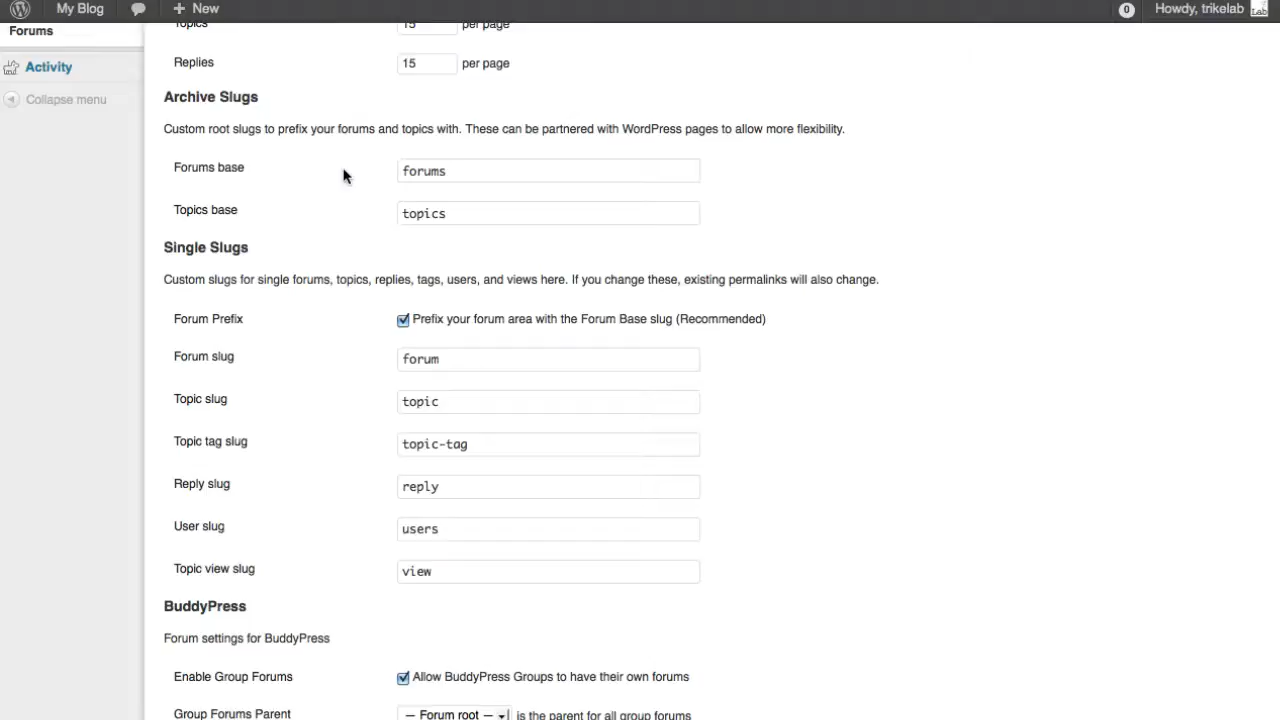 My Blog
New
0
Howdy, trikelab
Lab
Forums
Topics
15
per page
Activity
Replies
15
per page
Collapse menu
Archive Slugs
Custom root slugs to prefix your forums and topics with. These can be partnered with WordPress pages to allow more flexibility.
Forums base
forums
Topics base
topics
Single Slugs
Custom slugs for single forums, topics, replies, tags, users, and views here. If you change these, existing permalinks will also change.
Forum Prefix
Prefix your forum area with the Forum Base slug (Recommended)
Forum slug
forum
Topic slug
topic
Topic tag slug
topic-tag
Reply slug
reply
User slug
users
Topic view slug
view
BuddyPress
Forum settings for BuddyPress
Enable Group Forums
Allow BuddyPress Groups to have their own forums
Group Forums Parent
— Forum root —
is the parent for all group forums